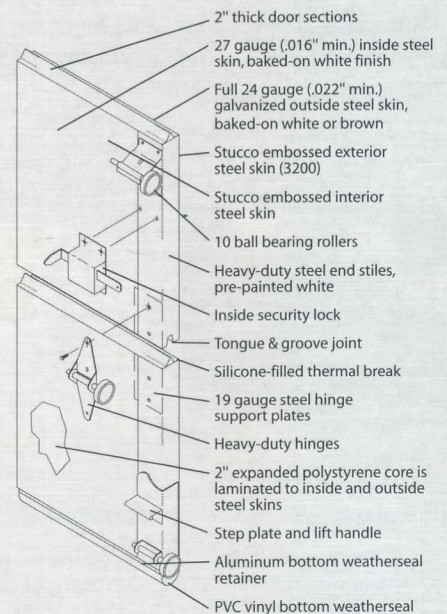 2" thick door sections
27 gauge (.016" min.) inside steel
skin, baked-on white finish
Full 24 gauge (.022" min.)
galvanized outside steel skin,
baked-on white or brown
Stucco embossed exterior
steel skin (3200)
Stucco embossed interior
steel skin
10 ball bearing rollers
Heavy-duty steel end stiles,
pre-painted white
Inside security lock
Tongue & groove joint
Silicone-filled thermal break
19 gauge steel hinge
support plates
Heavy-duty hinges
2" expanded polystyrene core is
laminated to inside and outside
steel skins
Step plate and lift handle
Aluminum bottom weatherseal
retainer
PVC vinyl bottom weatherseal